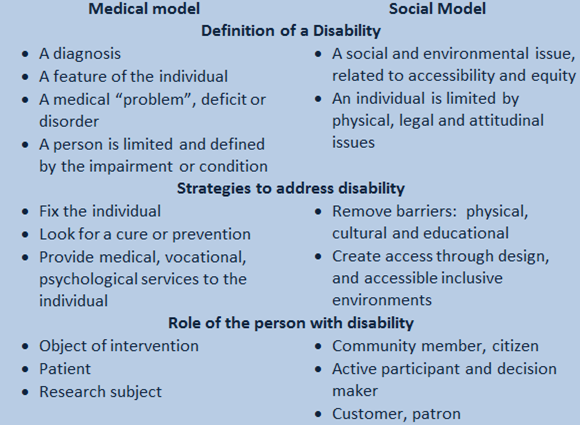 Medical model
Social Model
Definition of a Disability
• A diagnosis
• A feature of the individual
• A medical “problem”, deficit or
disorder
• A person is limited and defined
by the impairment or condition
• A social and environmental issue,
related to accessibility and equity
• An individual is limited by
physical, legal and attitudinal
issues
Strategies to address disability
• Fix the individual
• Look for a cure or prevention
• Provide medical, vocational,
psychological services to the
individual
• Remove barriers: physical,
cultural and educational
• Create access through design,
and accessible inclusive
environments
Role of the person with disability
• Object of intervention
• Patient
• Research subject
• Community member, citizen
• Active participant and decision
maker
• Customer, patron